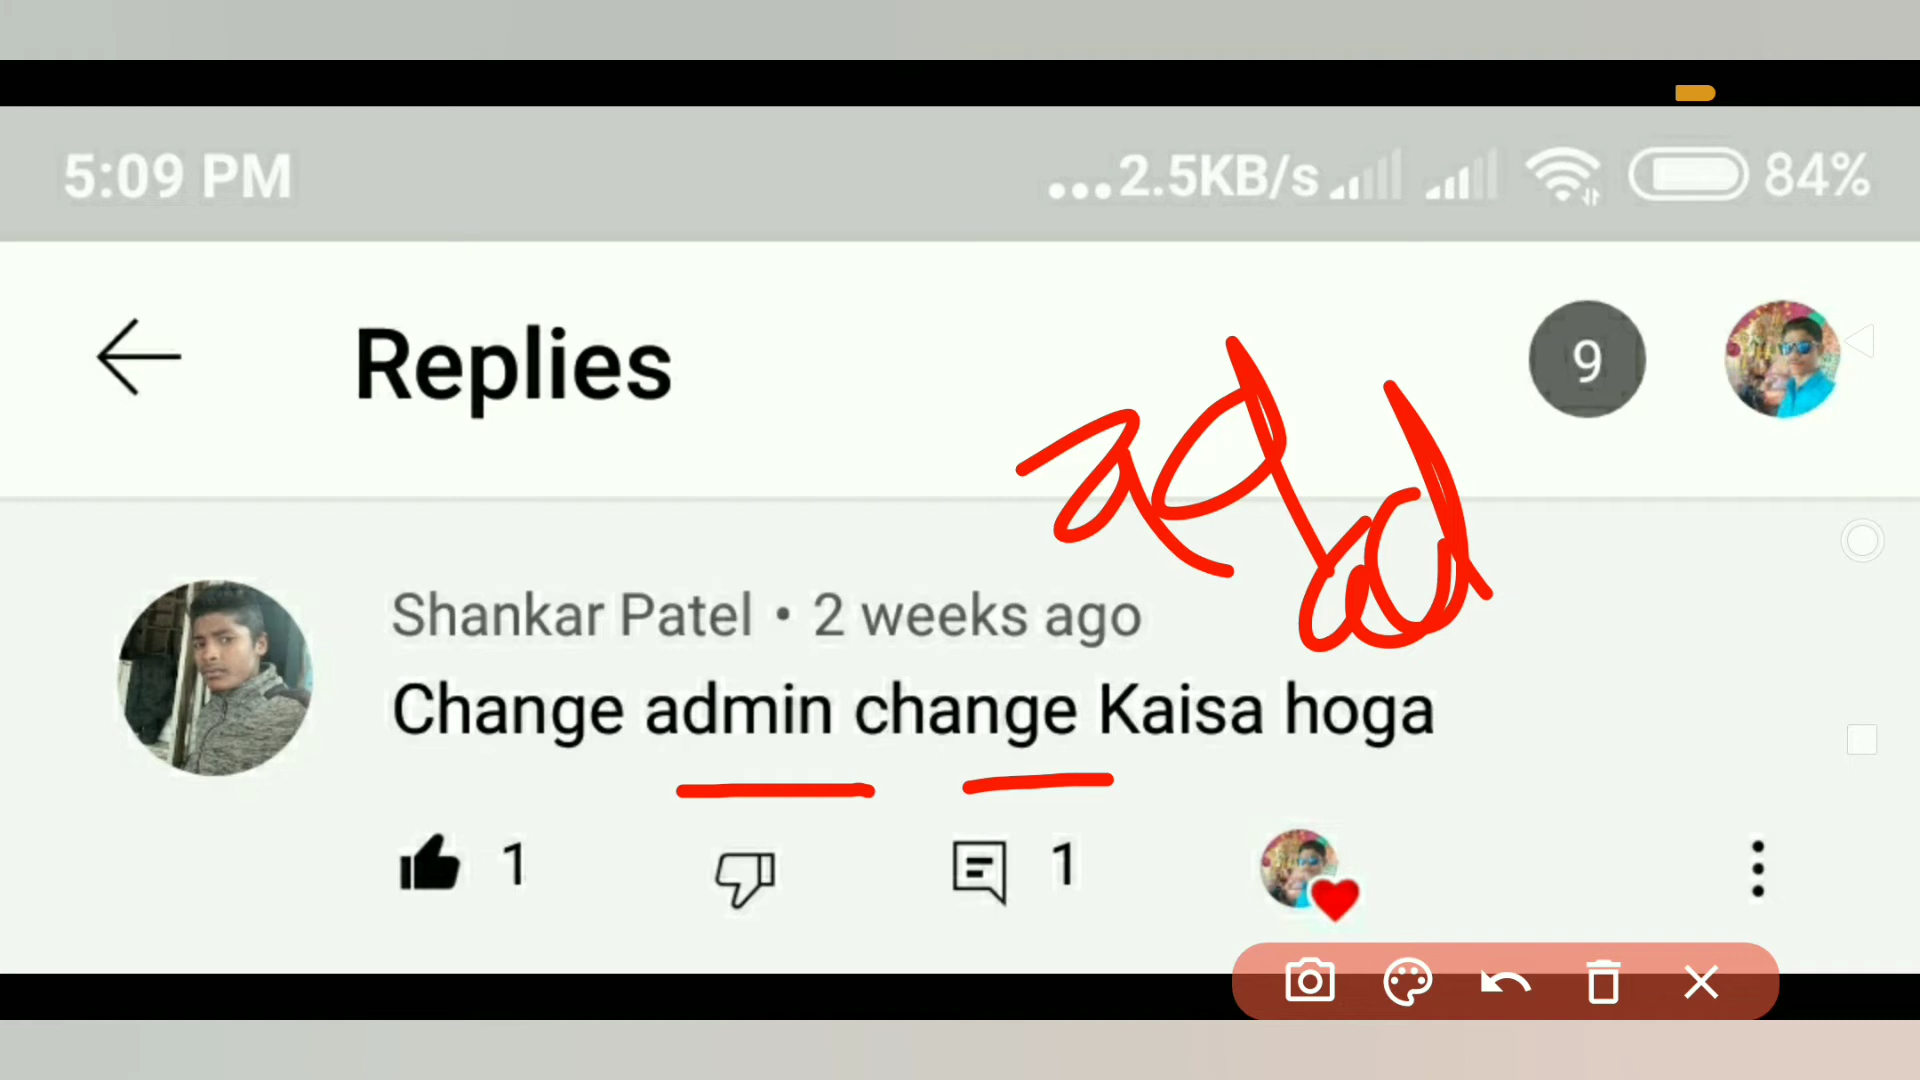 5:09 PM ...2.5KB/s 84%
Replies 9
add
Shankar Patel • 2 weeks ago
Change admin change Kaisa hoga
1 1